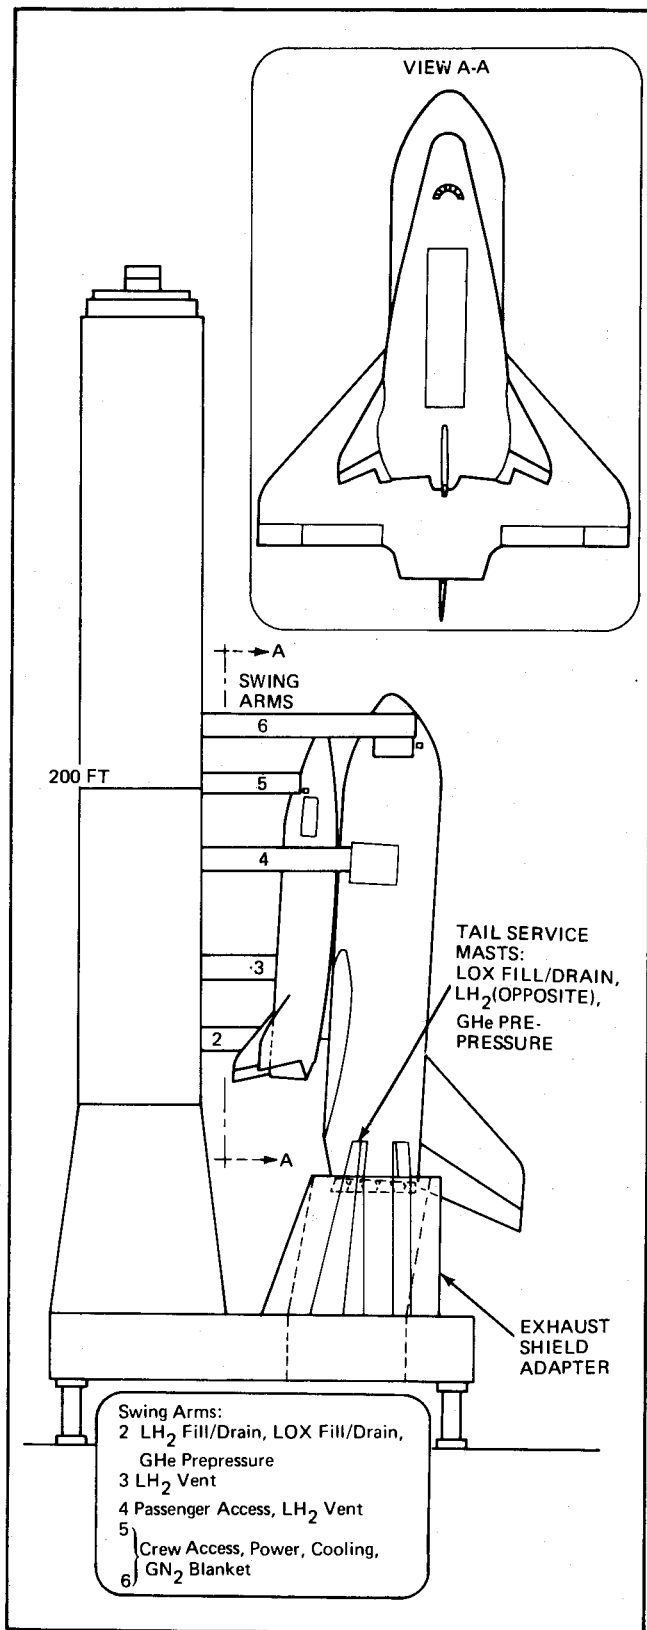 VIEW A-A
A
SWING
ARMS
6
200 FT
5
4
3
2
TAIL SERVICE
MASTS:
LOX FILL/DRAIN,
LH2(OPPOSITE),
GHe PRE-
PRESSURE
A
EXHAUST
SHIELD
ADAPTER
Swing Arms:
2 LH2 Fill/Drain, LOX Fill/Drain,
GHe Prepressure
3 LH2 Vent
4 Passenger Access, LH2 Vent
5
Crew Access, Power, Cooling,
GN2 Blanket
6